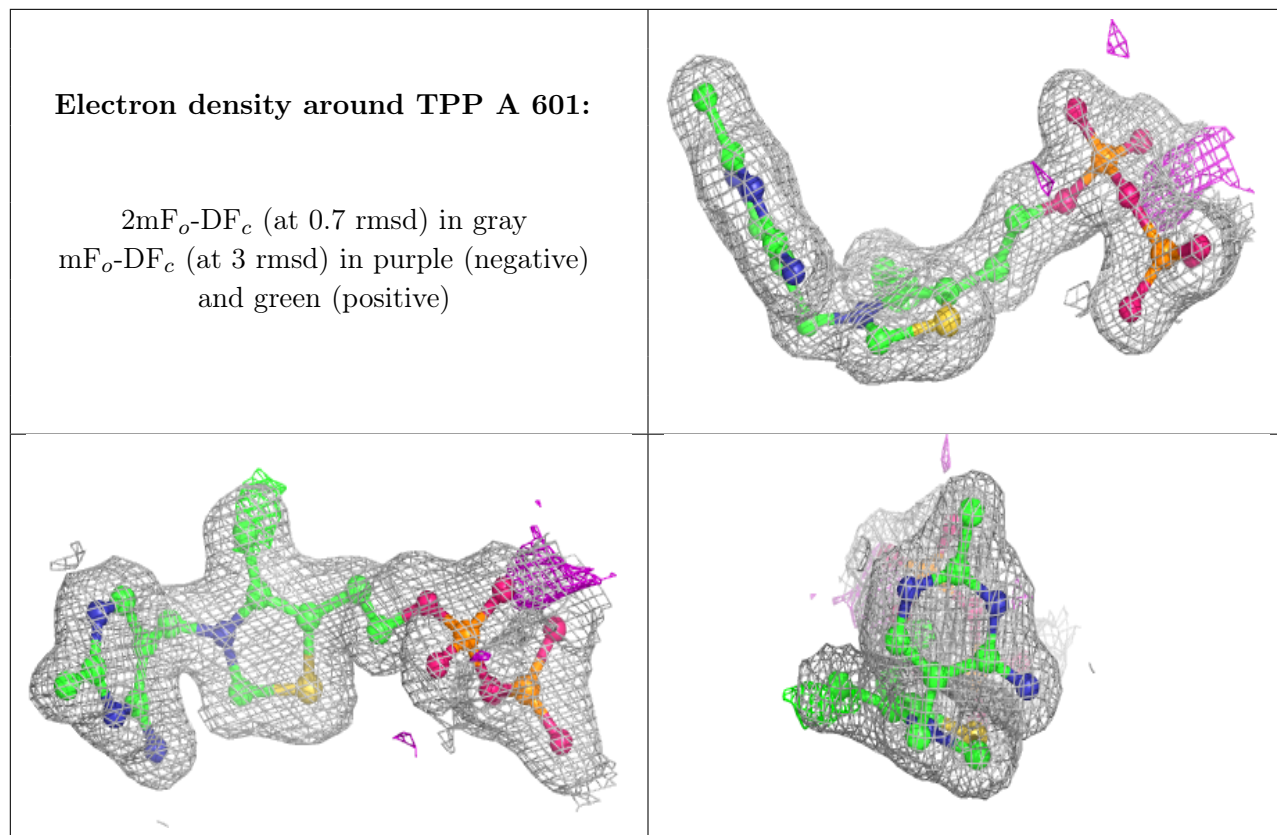 Electron density around TPP A 601:
2mFo-DFc (at 0.7 rmsd) in gray
mFo-DFc (at 3 rmsd) in purple (negative)
and green (positive)